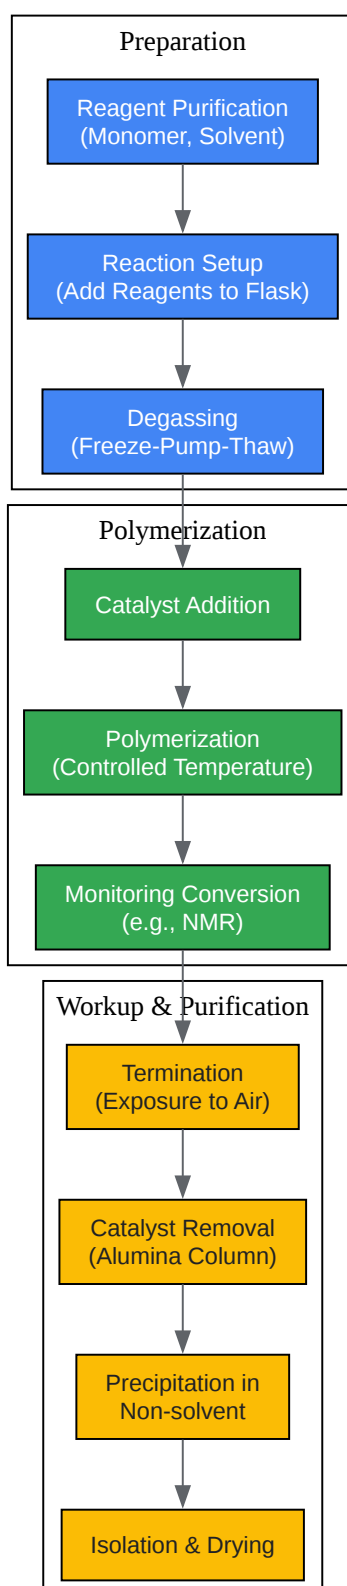 Preparation
Reagent Purification
(Monomer, Solvent)
Reaction Setup
(Add Reagents to Flask)
Degassing
(Freeze-Pump-Thaw)
Polymerization
Catalyst Addition
Polymerization
(Controlled Temperature)
Monitoring Conversion
(e.g., NMR)
Workup & Purification
Termination
(Exposure to Air)
Catalyst Removal
(Alumina Column)
Precipitation in
Non-solvent
Isolation & Drying